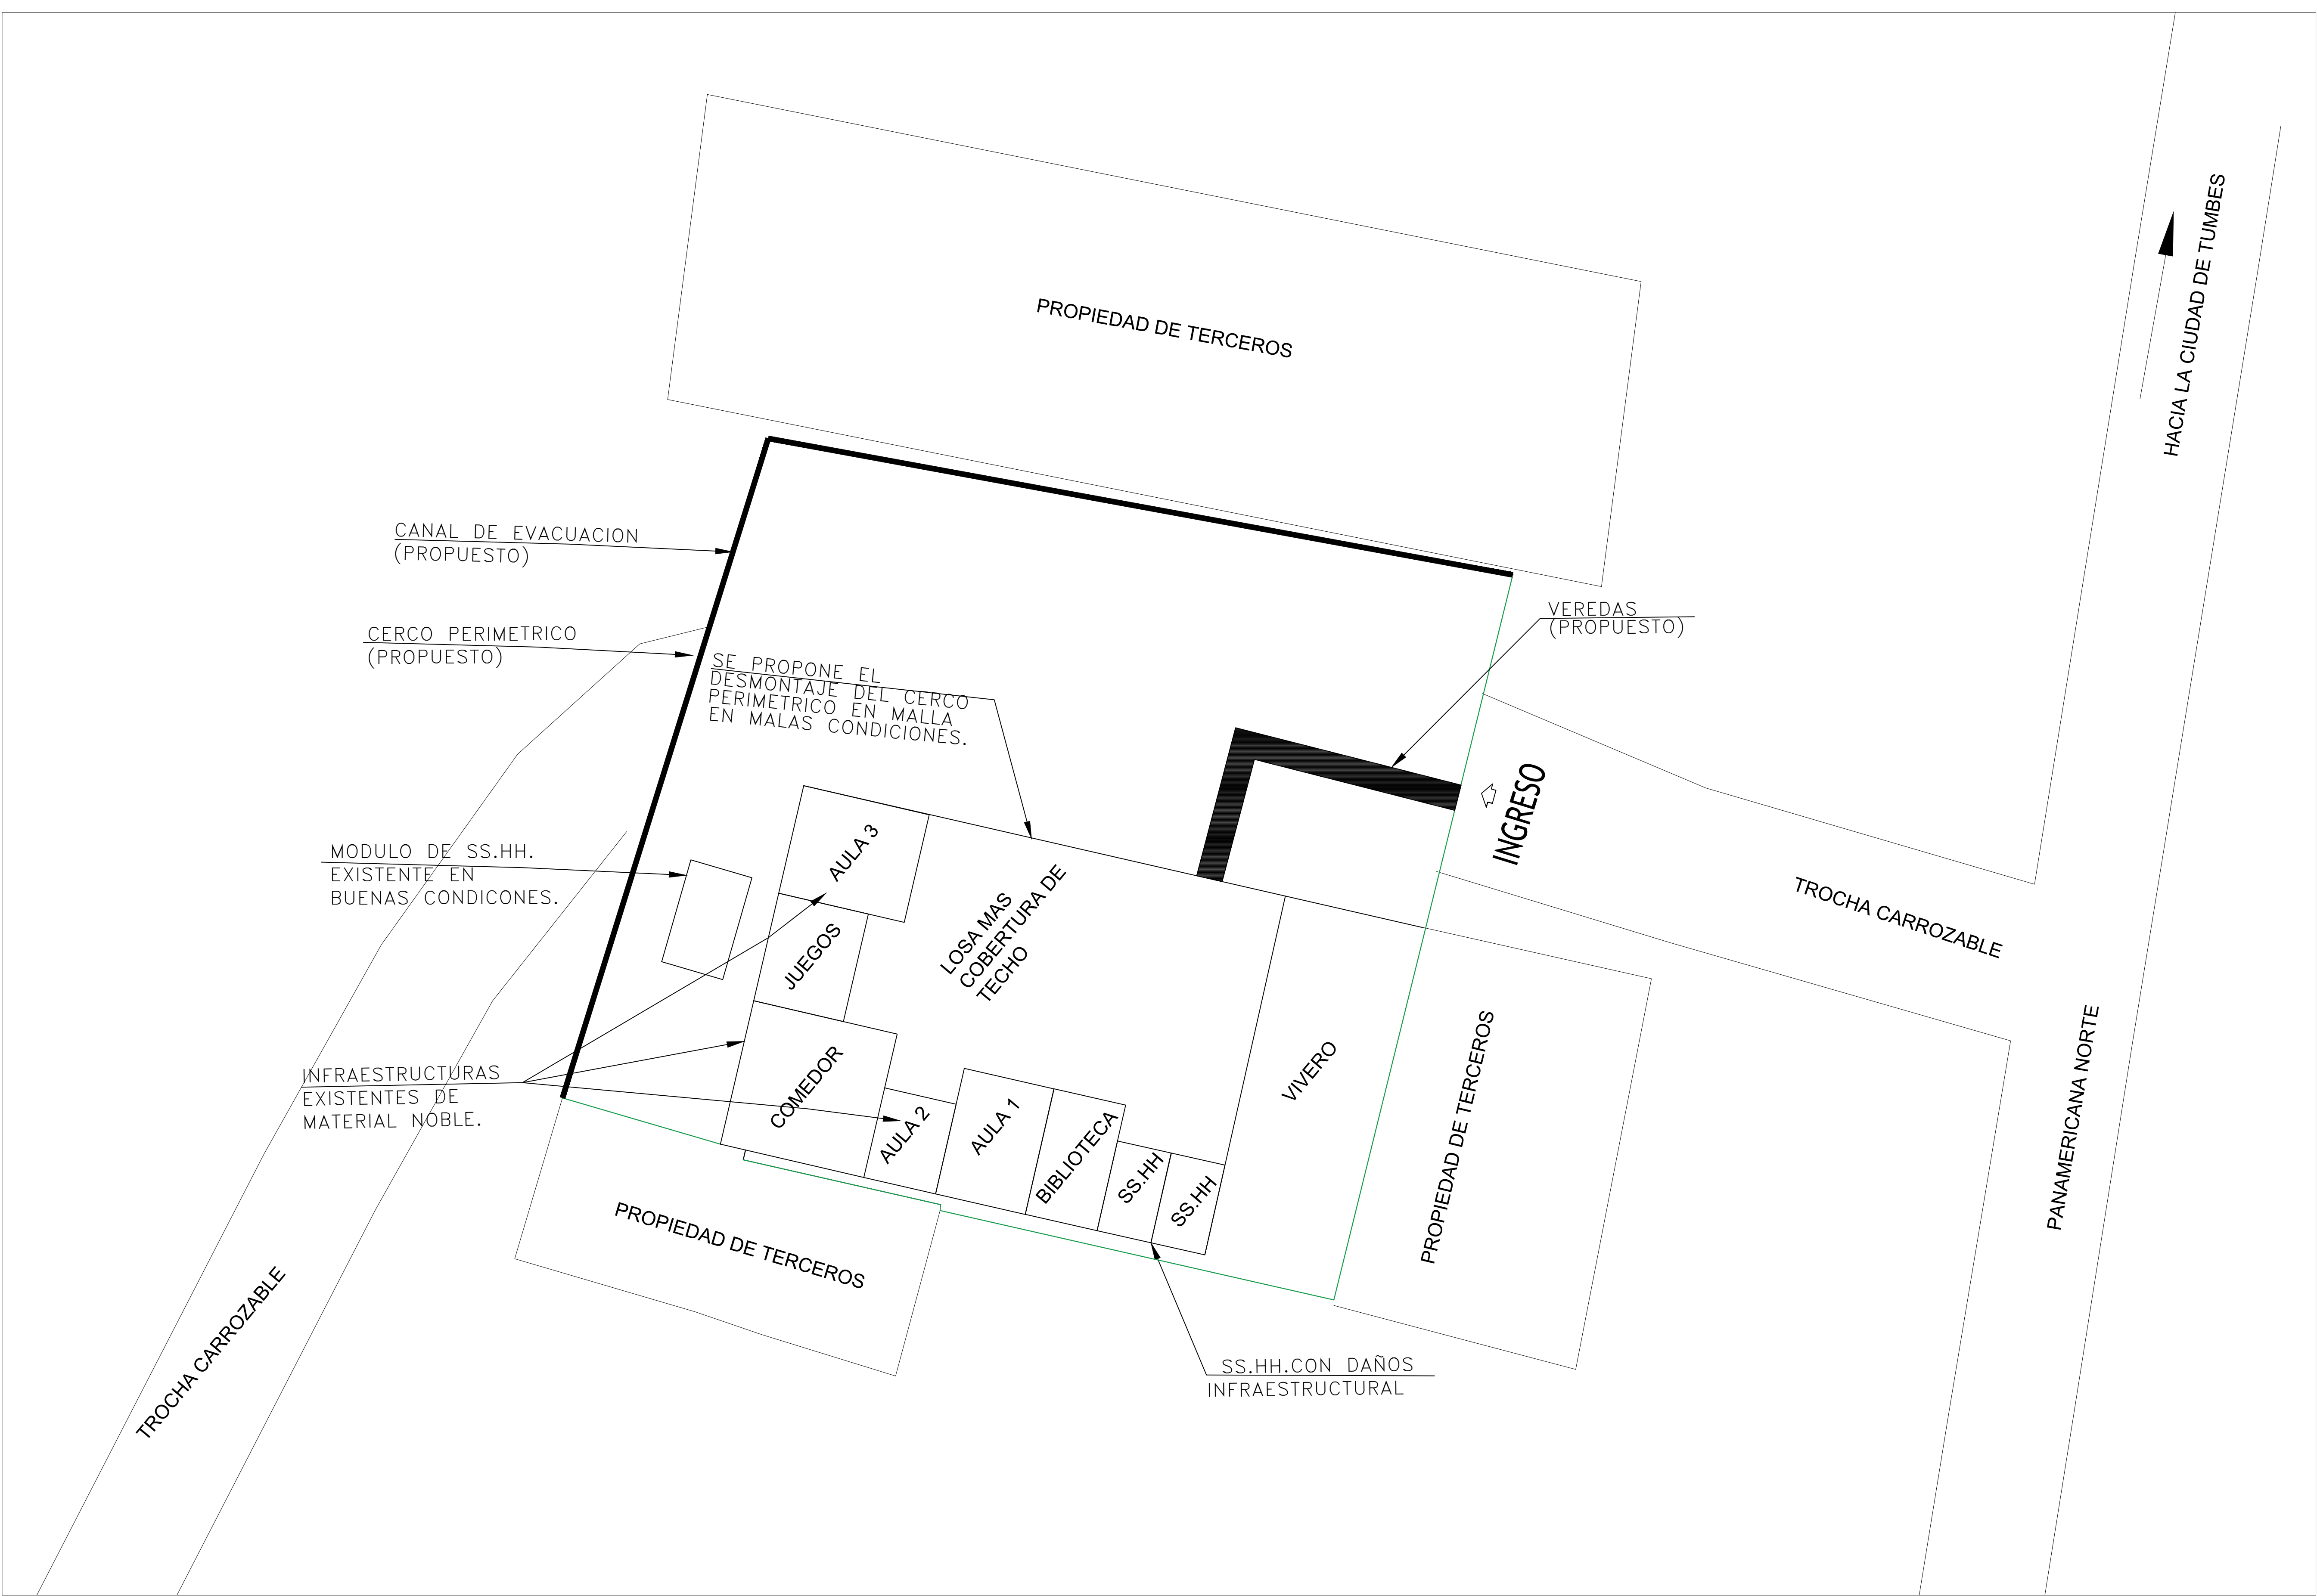 HACIA LA CIUDAD DE TUMBES
PROPIEDAD DE TERCEROS
CANAL DE EVACUACION
(PROPUESTO)
CERCO PERIMETRICO
(PROPUESTO)
VEREDAS
(PROPUESTO)
SE PROPONE EL
DESMONTAJE DEL CERCO
PERIMETRICO EN MALLA
EN MALAS CONDICIONES.
INGRESO
MODULO DE SS.HH.
EXISTENTE EN
BUENAS CONDICONES.
AULA 3
LOSA MAS
COBERTURA DE
TECHO
TROCHA CARROZABLE
JUEGOS
INFRAESTRUCTURAS
EXISTENTES DE
MATERIAL NOBLE.
COMEDOR
AULA 2
AULA 1
BIBLIOTECA
SS.HH
SS.HH
VIVERO
PROPIEDAD DE TERCEROS
PANAMERICANA NORTE
PROPIEDAD DE TERCEROS
TROCHA CARROZABLE
SS.HH.CON DAÑOS
INFRAESTRUCTURAL